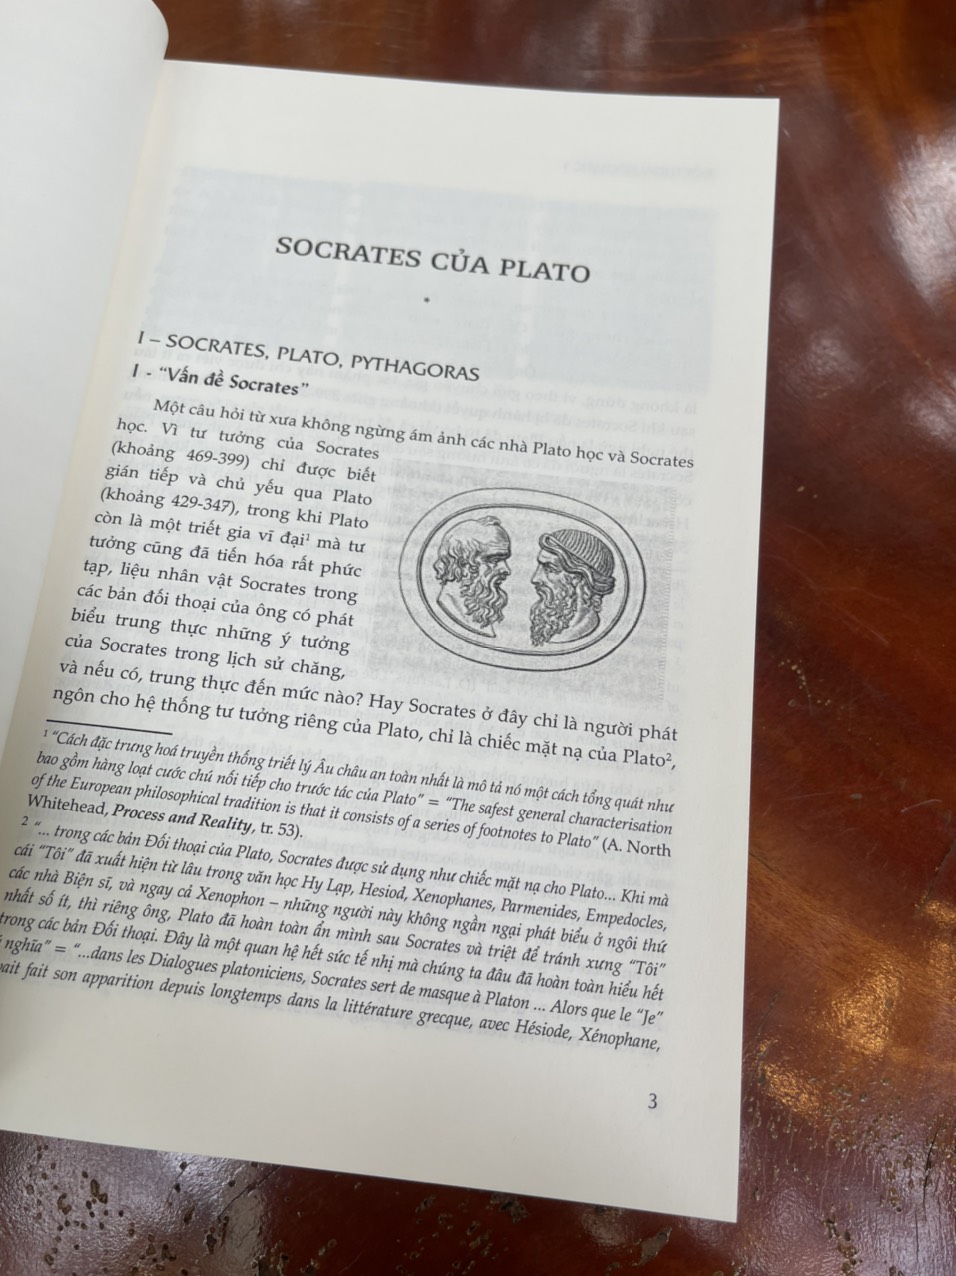 SOCRATES CỦA PLATO
I – SOCRATES, PLATO, PYTHAGORAS
1 - “Vấn đề Socrates”
Một câu hỏi từ xưa không ngừng ám ảnh các nhà Plato học và Socrates
học. Vì tư tưởng của Socrates
(khoảng 469-399) chỉ được biết
gián tiếp và chủ yếu qua Plato
(khoảng 429-347), trong khi Plato
còn là một triết gia vĩ đại¹ mà tư
tưởng cũng đã tiến hóa rất phức
tạp, liệu nhân vật Socrates trong
các bản đối thoại của ông có phát
biểu trung thực những ý tưởng
của Socrates trong lịch sử chăng,
và nếu có, trung thực đến mức nào? Hay Socrates ở đây chỉ là người phát
ngôn cho hệ thống tư tưởng riêng của Plato, chỉ là chiếc mặt nạ của Plato²,
¹ “Cách đặc trưng hoá truyền thống triết lý Âu châu an toàn nhất là mô tả nó một cách tổng quát như
bao gồm hàng loạt cước chú nối tiếp cho trước tác của Plato” = “The safest general characterisation
of the European philosophical tradition is that it consists of a series of footnotes to Plato” (A. North
Whitehead, Process and Reality, tr. 53).
² “... trong các bản Đối thoại của Plato, Socrates được sử dụng như chiếc mặt nạ cho Plato... Khi mà
cái “Tôi” đã xuất hiện từ lâu trong văn học Hy Lạp, Hesiod, Xenophanes, Parmenides, Empedocles,
các nhà Biện sĩ, và ngay cả Xenophon – những người này không ngần ngại phát biểu ở ngôi thứ
nhất số ít, thì riêng ông, Plato đã hoàn toàn ẩn mình sau Socrates và triệt để tránh xưng “Tôi”
trong các bản Đối thoại. Đây là một quan hệ hết sức tế nhị mà chúng ta đâu đã hoàn toàn hiểu hết
nghĩa” = “...dans les Dialogues platoniciens, Socrates sert de masque à Platon ... Alors que le “Je”
fait son apparition depuis longtemps dans la littérature grecque, avec Hésiode, Xénophane,
3